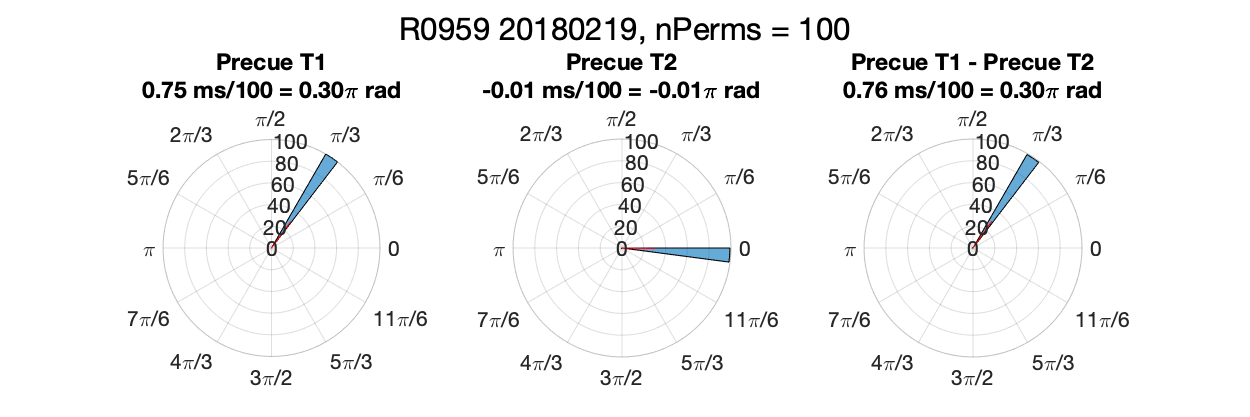 R0959 20180219, nPerms = 100
Precue T1
0.75 ms/100 = 0.30π rad
π/2
2π/3
100
π/3
80
5π/6
60
π/6
40
20
π
0
0
7π/6
11π/6
4π/3
5π/3
3π/2
Precue T2
-0.01 ms/100 = -0.01π rad
π/2
2π/3
100
π/3
80
5π/6
60
π/6
40
20
π
0
0
7π/6
11π/6
4π/3
5π/3
3π/2
Precue T1 - Precue T2
0.76 ms/100 = 0.30π rad
π/2
2π/3
100
π/3
80
5π/6
60
π/6
40
20
π
0
0
7π/6
11π/6
4π/3
5π/3
3π/2